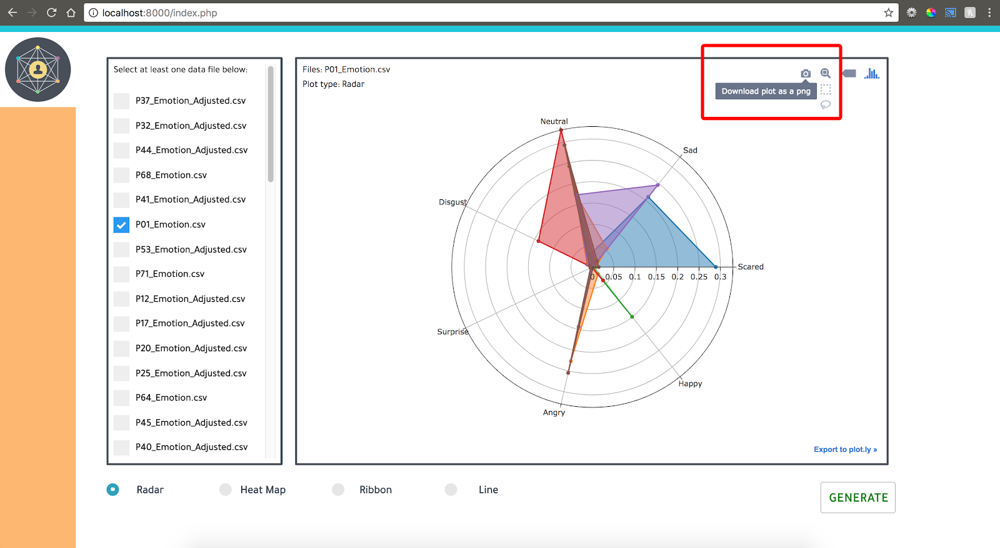 localhost:8000/index.php
Select at least one data file below:
P37_Emotion_Adjusted.csv
P32_Emotion_Adjusted.csv
P44_Emotion_Adjusted.csv
P68_Emotion.csv
P41_Emotion_Adjusted.csv
P01_Emotion.csv
P53_Emotion_Adjusted.csv
P71_Emotion.csv
P12_Emotion_Adjusted.csv
P17_Emotion_Adjusted.csv
P20_Emotion_Adjusted.csv
P25_Emotion_Adjusted.csv
P64_Emotion.csv
P45_Emotion_Adjusted.csv
P40_Emotion_Adjusted.csv
Files: P01_Emotion.csv
Plot type: Radar
Download plot as a png
Neutral
Sad
Disgust
Scared
0 0.05 0.1 0.15 0.2 0.25 0.3
Surprise
Happy
Angry
Export to plot.ly »
Radar Heat Map Ribbon Line
GENERATE